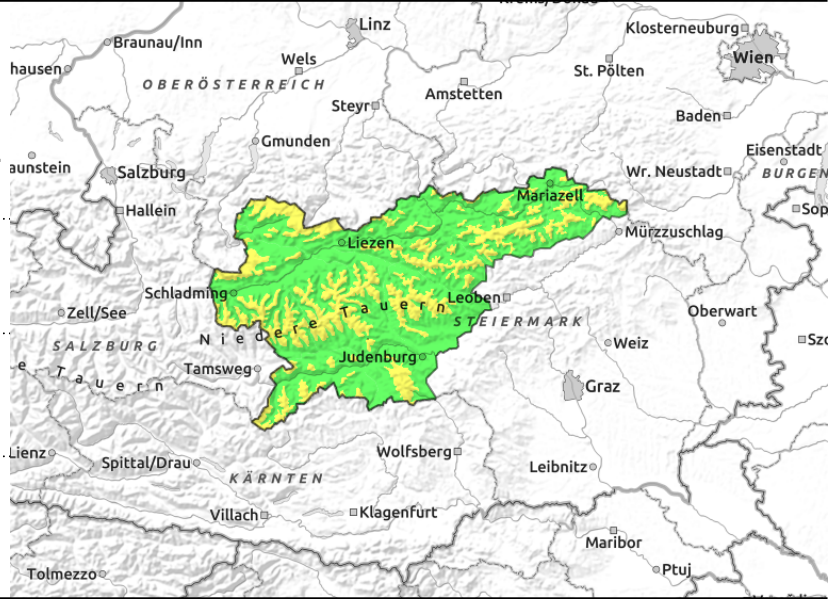 Linz
Klosterneuburg
Braunau/Inn
Wien
Wels
hausen
St. Pölten
OBERÖSTERREICH
Amstetten
Steyr
Baden
Gmunden
Eisenstadt
aunstein
Salzburg
Wr. Neustadt
BURGEN
Mariazell
Hallein
Sop
Mürzzuschlag
Liezen
Schladming
Leoben
Zell/See
Niedere Tauern
STEIERMARK
Oberwart
SALZBURG
Weiz
Szo
Judenburg
e Tauern
Tamsweg
Graz
Wolfsberg
Lienz
Spittal/Drau
Leibnitz
KÄRNTEN
Villach
Klagenfurt
Maribor
Tolmezzo
Ptuj